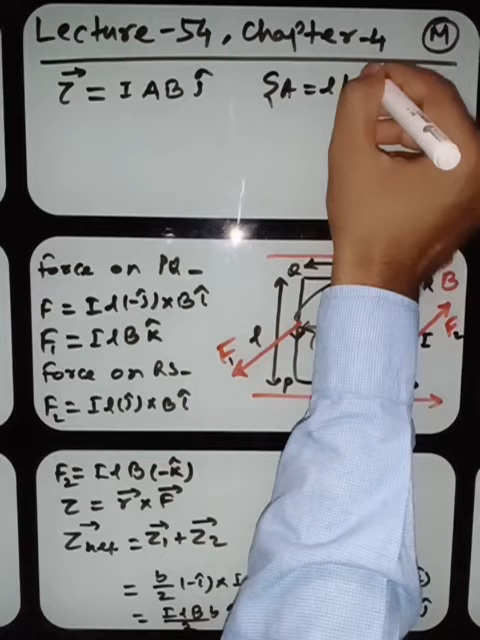 Lecture-54, Chapter-4 M
τ⃗ = I A B ĵ {A = l
Force on PQ-
F = I l (-ĵ) × B î
F₁ = I l B k̂
Force on RS-
F₂ = I l (ĵ) × B î
Q B
F₂
l I
F₁
P
F₂ = I l B (-k̂)
τ = r⃗ × F⃗
τ⃗net = τ⃗₁ + τ⃗₂
= b/2 (-î) × I
= I l B b